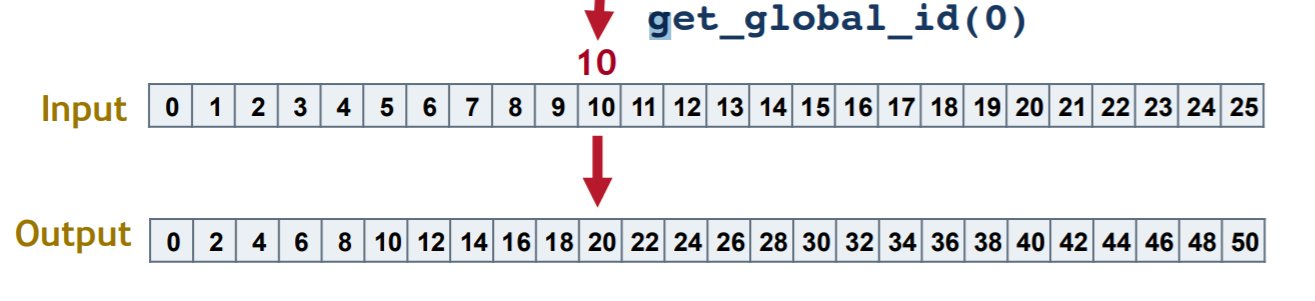 get_global_id(0)
10
Input 0 1 2 3 4 5 6 7 8 9 10 11 12 13 14 15 16 17 18 19 20 21 22 23 24 25
Output 0 2 4 6 8 10 12 14 16 18 20 22 24 26 28 30 32 34 36 38 40 42 44 46 48 50